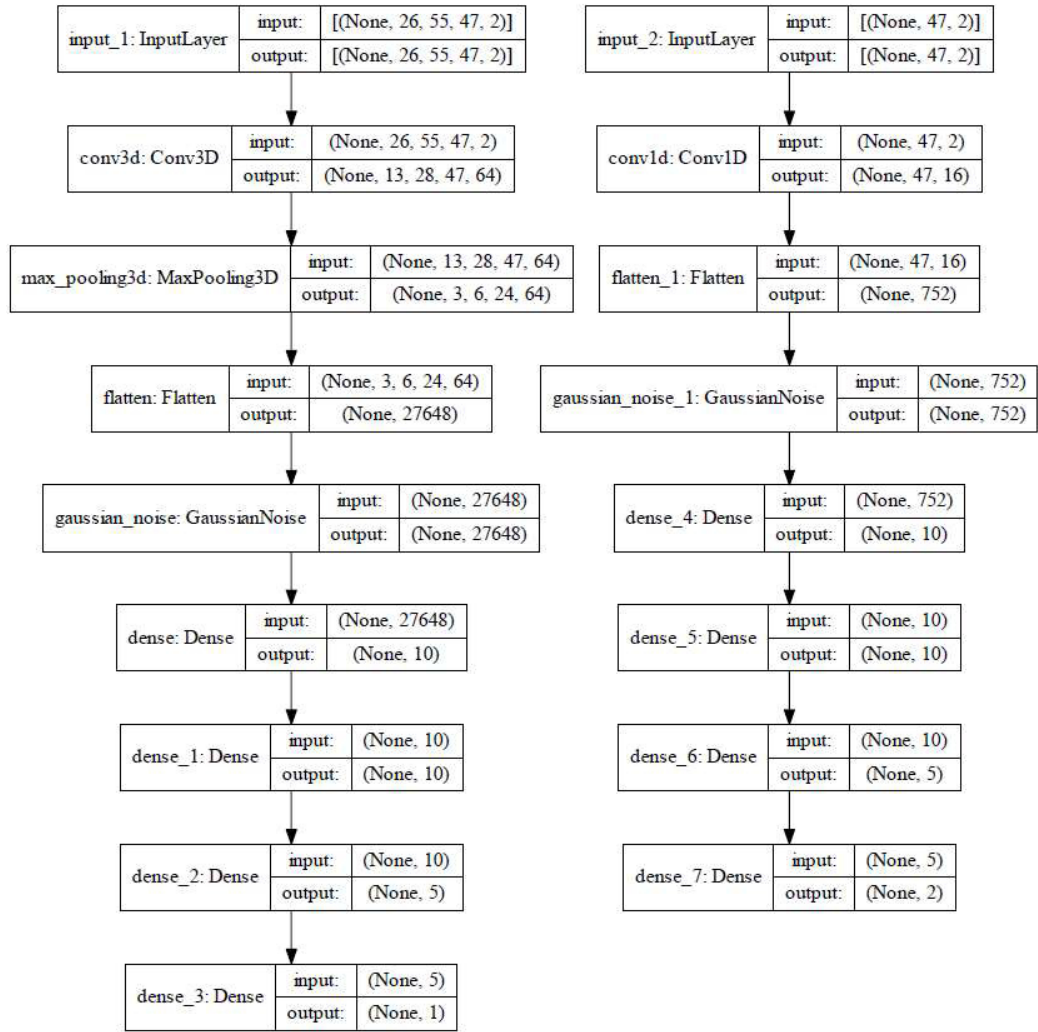 input_1: InputLayer
input: [(None, 26, 55, 47, 2)]
output: [(None, 26, 55, 47, 2)]
conv3d: Conv3D
input: (None, 26, 55, 47, 2)
output: (None, 13, 28, 47, 64)
max_pooling3d: MaxPooling3D
input: (None, 13, 28, 47, 64)
output: (None, 3, 6, 24, 64)
flatten: Flatten
input: (None, 3, 6, 24, 64)
output: (None, 27648)
gaussian_noise: GaussianNoise
input: (None, 27648)
output: (None, 27648)
dense: Dense
input: (None, 27648)
output: (None, 10)
dense_1: Dense
input: (None, 10)
output: (None, 10)
dense_2: Dense
input: (None, 10)
output: (None, 5)
dense_3: Dense
input: (None, 5)
output: (None, 1)
input_2: InputLayer
input: [(None, 47, 2)]
output: [(None, 47, 2)]
conv1d: Conv1D
input: (None, 47, 2)
output: (None, 47, 16)
flatten_1: Flatten
input: (None, 47, 16)
output: (None, 752)
gaussian_noise_1: GaussianNoise
input: (None, 752)
output: (None, 752)
dense_4: Dense
input: (None, 752)
output: (None, 10)
dense_5: Dense
input: (None, 10)
output: (None, 10)
dense_6: Dense
input: (None, 10)
output: (None, 5)
dense_7: Dense
input: (None, 5)
output: (None, 2)